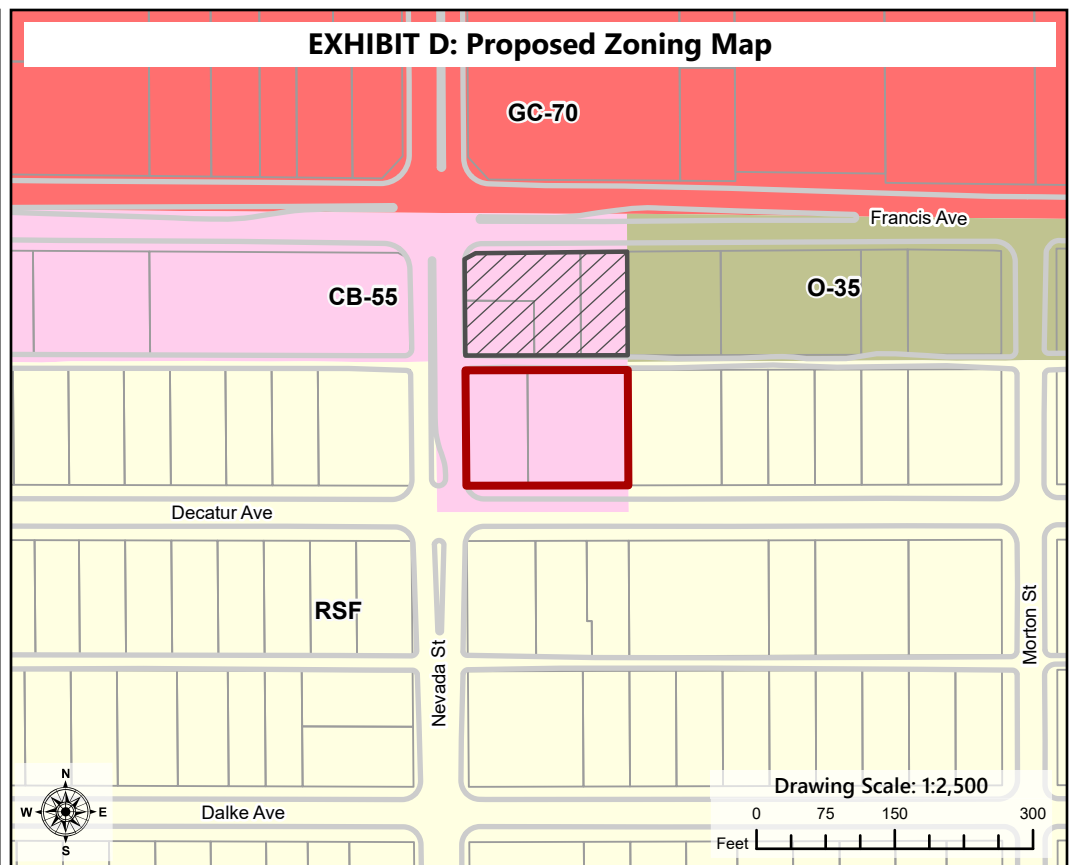 EXHIBIT D: Proposed Zoning Map
GC-70
Francis Ave
CB-55
O-35
Decatur Ave
RSF
Nevada St
Morton St
N
W E
S
Dalke Ave
Drawing Scale: 1:2,500
0 75 150 300
Feet